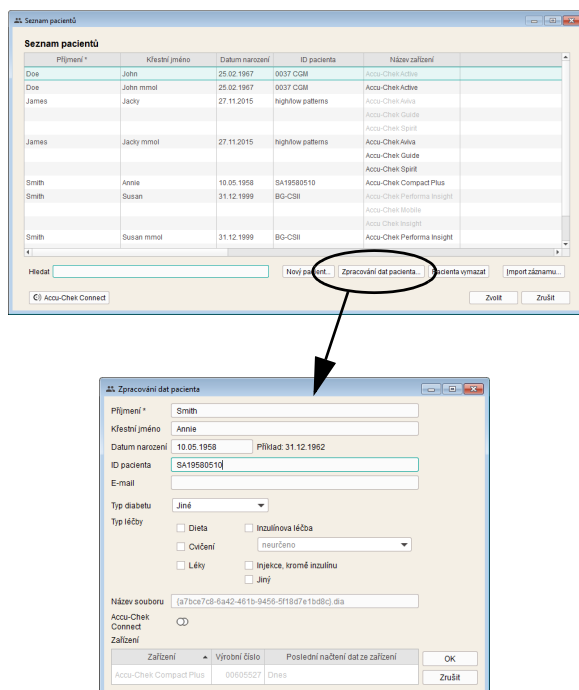 Seznam pacientů
Seznam pacientů
Příjmení * Křestní jméno Datum narození ID pacienta Název zařízení
Doe John 25.02.1967 0037 CGM Accu-Chek Active
Doe John mmol 25.02.1967 0037 CGM Accu-Chek Active
James Jacky 27.11.2015 high/low patterns Accu-Chek Aviva
Accu-Chek Guide
Accu-Chek Spirit
James Jacky mmol 27.11.2015 high/low patterns Accu-Chek Aviva
Accu-Chek Guide
Accu-Chek Spirit
Smith Annie 10.05.1958 SA19580510 Accu-Chek Compact Plus
Smith Susan 31.12.1999 BG-CSII Accu-Chek Performa Insight
Accu-Chek Mobile
Accu-Chek Insight
Smith Susan mmol 31.12.1999 BG-CSII Accu-Chek Performa Insight
Hledat Nový pacient... Zpracování dat pacienta... Pacienta vymazat Import záznamu...
Accu-Chek Connect Zvolit Zrušit
Zpracování dat pacienta
Příjmení * Smith
Křestní jméno Annie
Datum narození 10.05.1958 Příklad: 31.12.1962
ID pacienta SA19580510
E-mail
Typ diabetu Jiné
Typ léčby
Dieta Inzulínova léčba
Cvičení neurčeno
Léky Injekce, kromě inzulínu
Jiný
Název souboru {a7bce7c8-6a42-461b-9456-5f18d7e1bd8c}.dia
Accu-Chek
Connect
Zařízení
Zařízení Výrobní číslo Poslední načtení dat ze zařízení OK
Accu-Chek Compact Plus 00605527 Dnes Zrušit